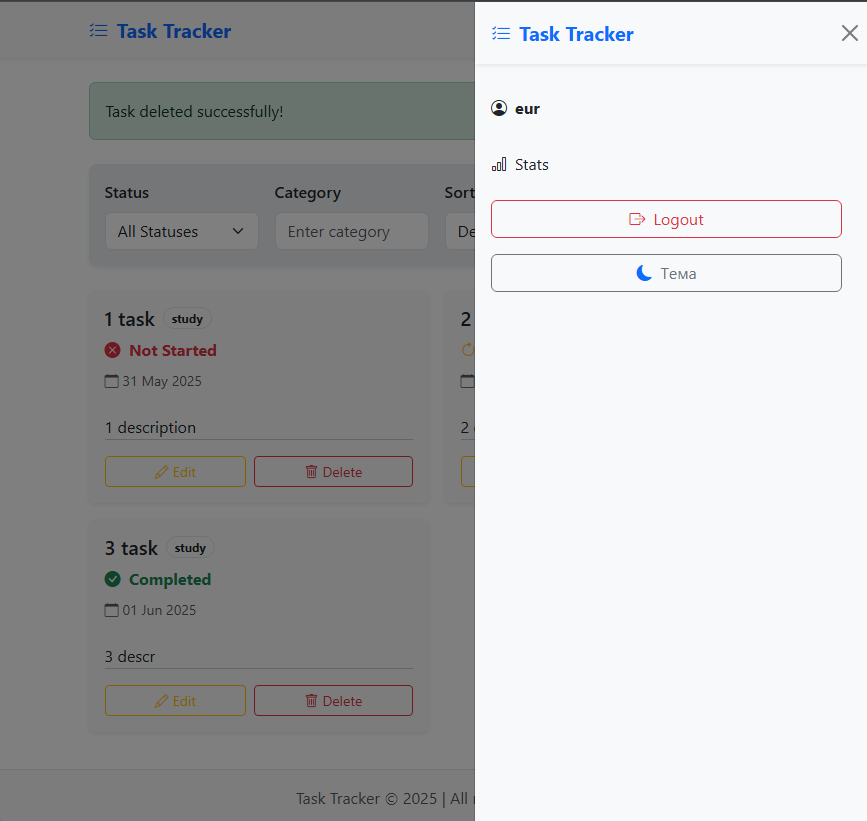 Task Tracker
Task deleted successfully!
Status Category Sort
All Statuses Enter category De
1 task study
Not Started
31 May 2025
1 description
Edit Delete
2
2
3 task study
Completed
01 Jun 2025
3 descr
Edit Delete
Task Tracker © 2025 | All
Task Tracker
eur
Stats
Logout
Тема